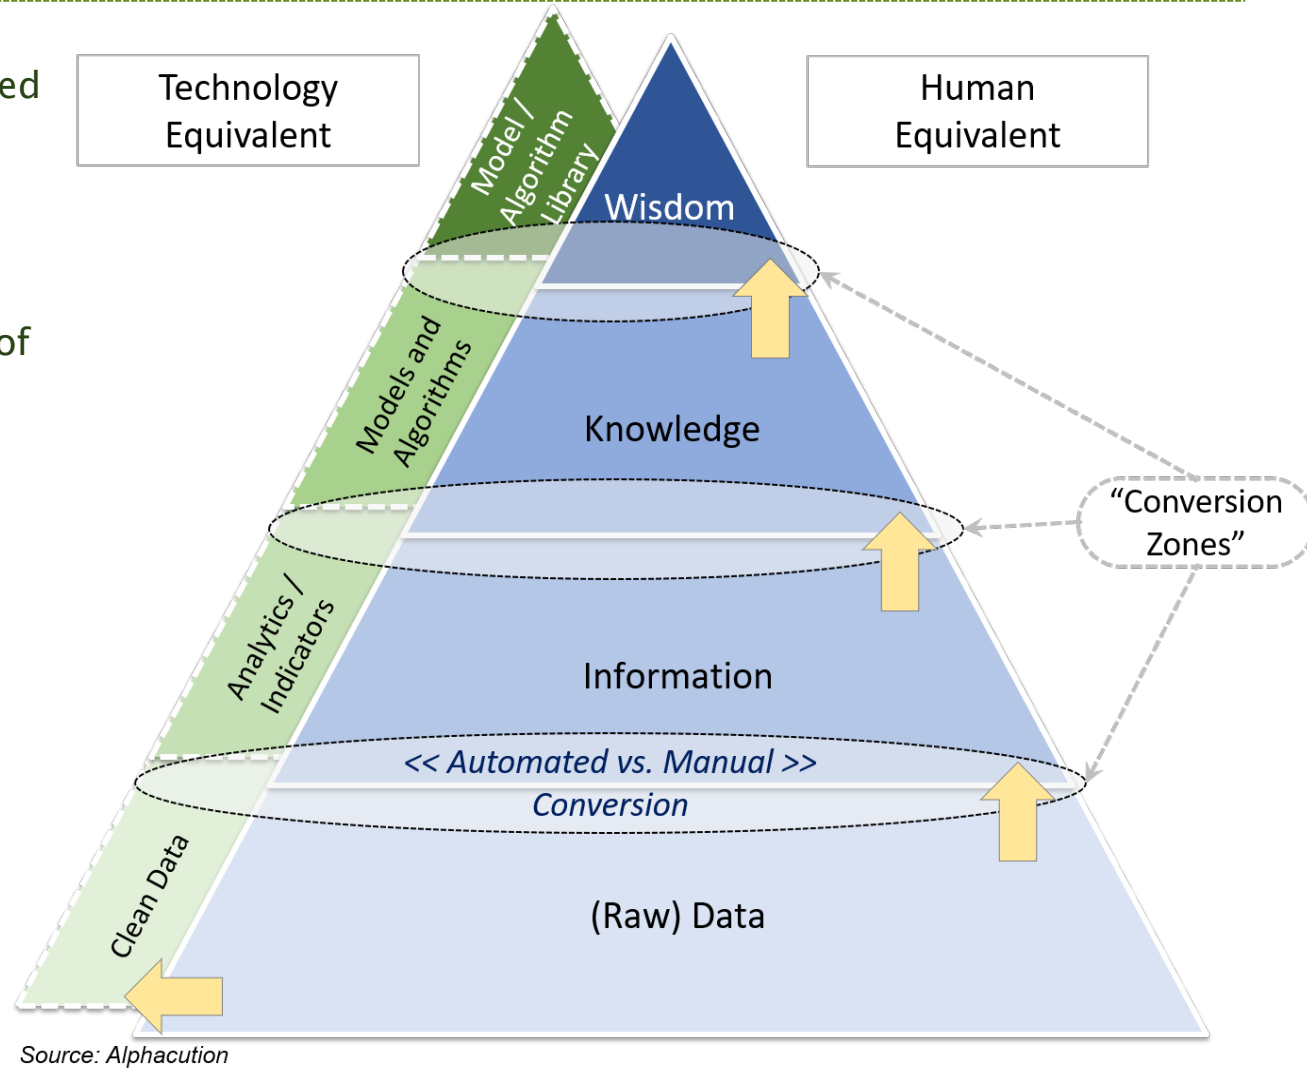 ed
of
Technology
Equivalent
Human
Equivalent
Model /
Algorithm
Library
Wisdom
Models and
Algorithms
Knowledge
"Conversion
Zones"
Analytics /
Indicators
Information
<< Automated vs. Manual >>
Conversion
Clean Data
(Raw) Data
Source: Alphacution